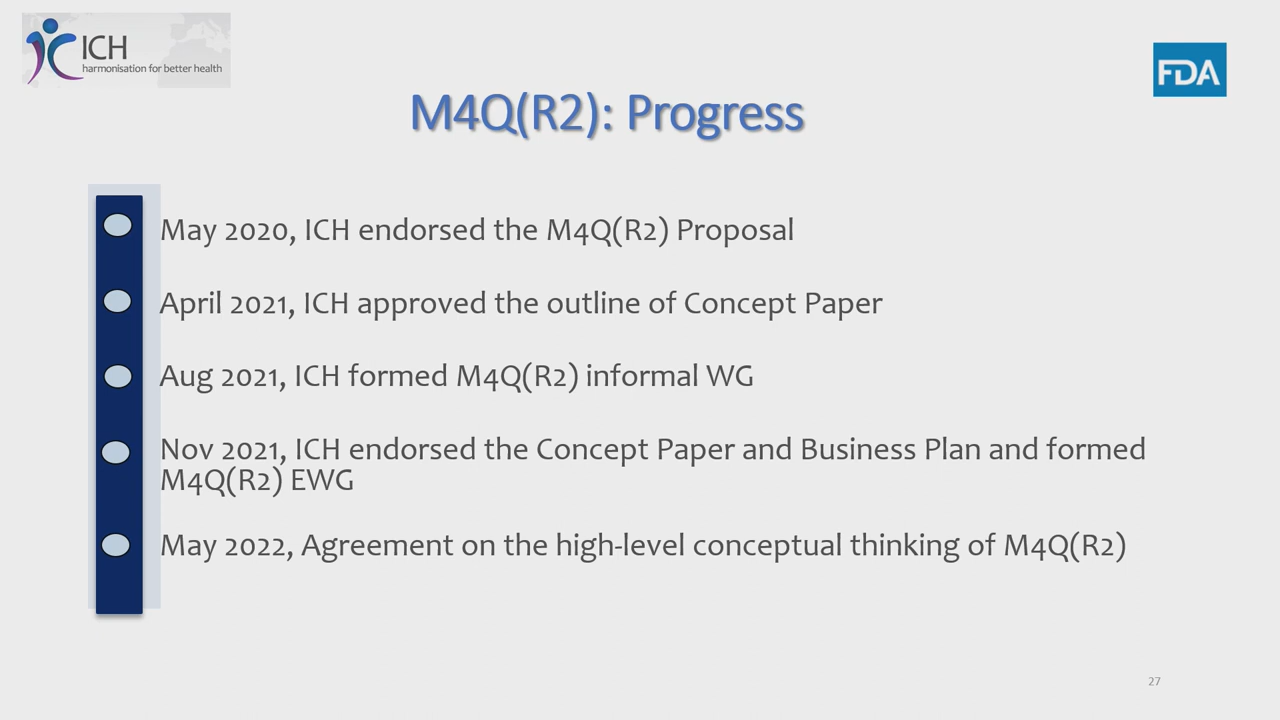 ICH
harmonisation for better health
FDA
M4Q(R2): Progress
May 2020, ICH endorsed the M4Q(R2) Proposal
April 2021, ICH approved the outline of Concept Paper
Aug 2021, ICH formed M4Q(R2) informal WG
Nov 2021, ICH endorsed the Concept Paper and Business Plan and formed
M4Q(R2) EWG
May 2022, Agreement on the high-level conceptual thinking of M4Q(R2)
27